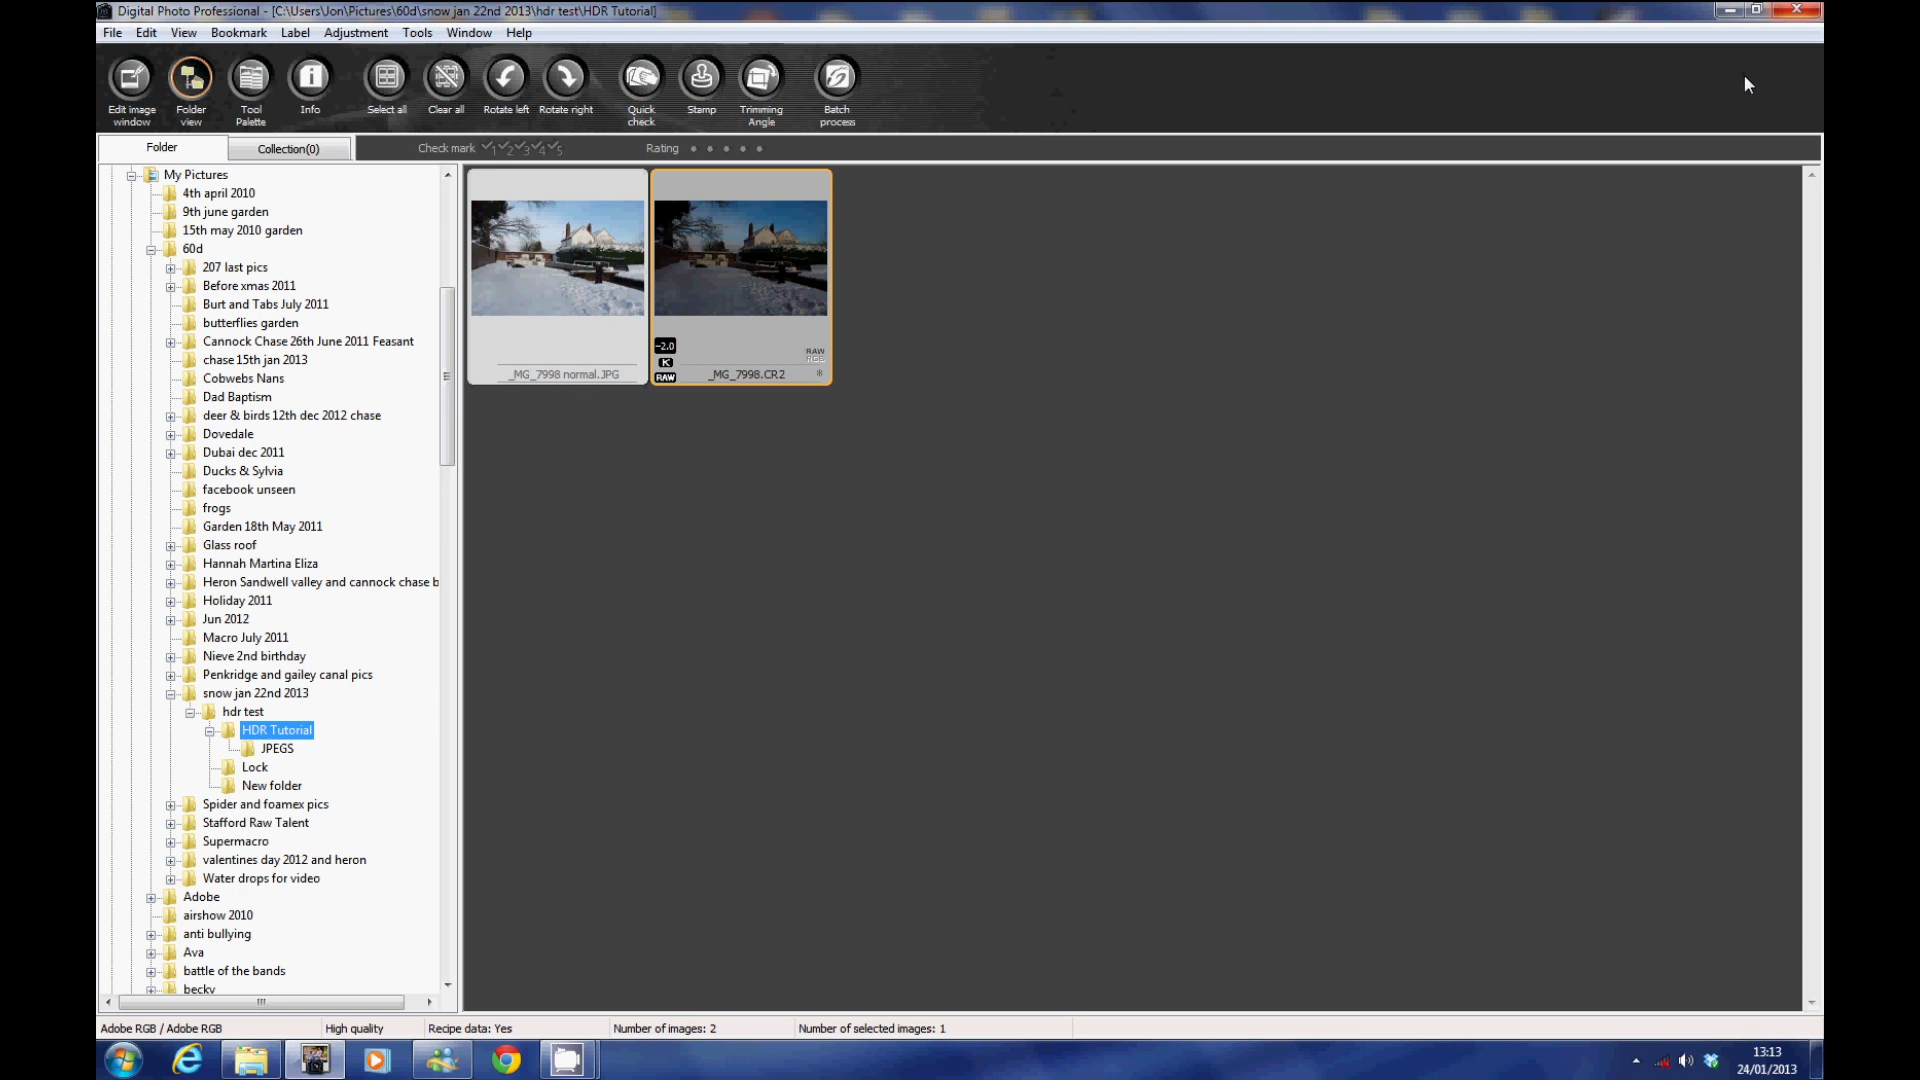 Digital Photo Professional - [C:\Users\Jon\Pictures\60d\snow jan 22nd 2013\hdr test\HDR Tutorial]
File Edit View Bookmark Label Adjustment Tools Window Help
Edit image window
Folder view
Tool Palette
Info
Select all
Clear all
Rotate left
Rotate right
Quick check
Stamp
Trimming Angle
Batch process
Folder
Collection(0)
Check mark 1 2 3 4 5
Rating
My Pictures
4th april 2010
9th june garden
15th may 2010 garden
60d
207 last pics
Before xmas 2011
Burt and Tabs July 2011
butterflies garden
Cannock Chase 26th June 2011 Feasant
chase 15th jan 2013
Cobwebs Nans
Dad Baptism
deer & birds 12th dec 2012 chase
Dovedale
Dubai dec 2011
Ducks & Sylvia
facebook unseen
frogs
Garden 18th May 2011
Glass roof
Hannah Martina Eliza
Heron Sandwell valley and cannock chase b
Holiday 2011
Jun 2012
Macro July 2011
Nieve 2nd birthday
Penkridge and gailey canal pics
snow jan 22nd 2013
hdr test
HDR Tutorial
JPEGS
Lock
New folder
Spider and foamex pics
Stafford Raw Talent
Supermacro
valentines day 2012 and heron
Water drops for video
Adobe
airshow 2010
anti bullying
Ava
battle of the bands
becky
_MG_7998 normal.JPG
-2.0
K
RAW
RAW
RGB
_MG_7998.CR2 *
Adobe RGB / Adobe RGB
High quality
Recipe data: Yes
Number of images: 2
Number of selected images: 1
13:13
24/01/2013